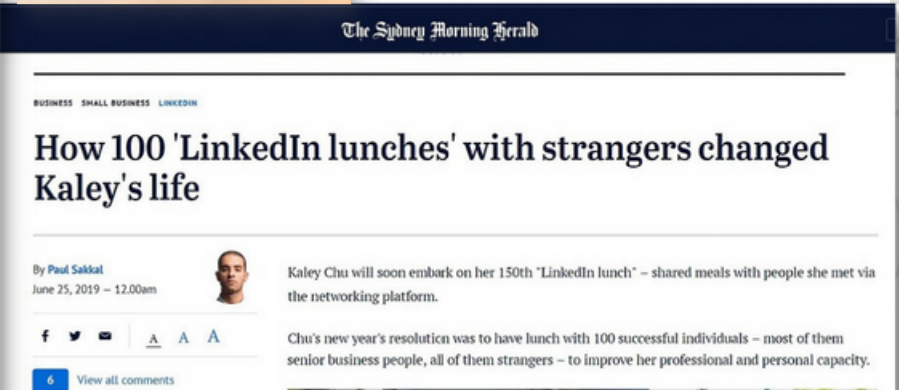 The Sydney Morning Herald
BUSINESS SMALL BUSINESS LINKEDIN
How 100 'LinkedIn lunches' with strangers changed
Kaley's life
By Paul Sakkal
June 25, 2019 – 12.00am
A A A
6 View all comments
Kaley Chu will soon embark on her 150th "LinkedIn lunch" – shared meals with people she met via
the networking platform.
Chu's new year's resolution was to have lunch with 100 successful individuals – most of them
senior business people, all of them strangers – to improve her professional and personal capacity.